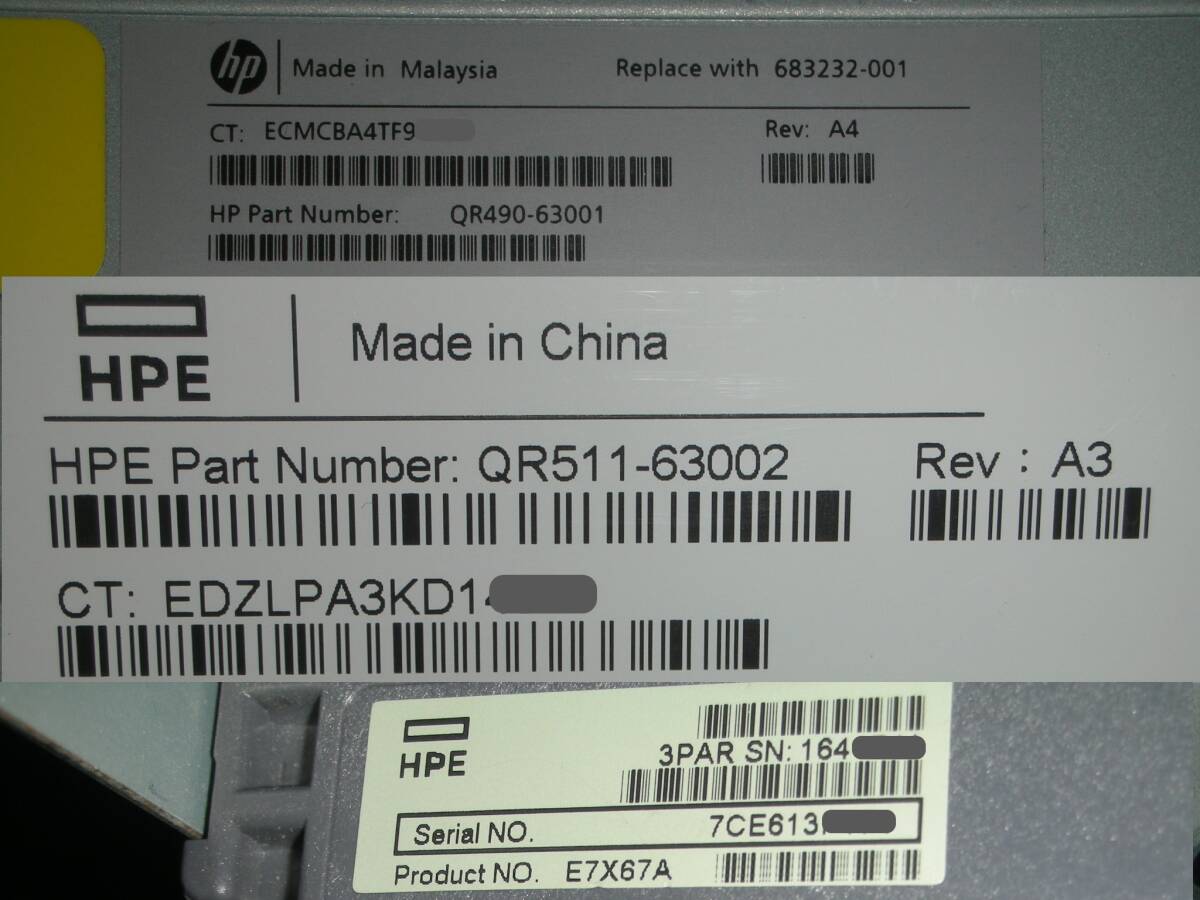 hp Made in Malaysia Replace with 683232-001
CT: ECMCBA4TF9 Rev: A4
HP Part Number: QR490-63001
HPE Made in China
HPE Part Number: QR511-63002 Rev : A3
CT: EDZLPA3KD1
HPE
3PAR SN: 164
Serial NO. 7CE613
Product NO. E7X67A